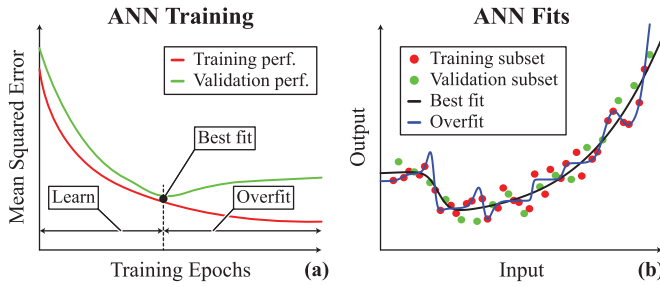 ANN Training
Training perf.
Validation perf.
Best fit
Learn
Overfit
Mean Squared Error
Training Epochs
(a)
ANN Fits
Training subset
Validation subset
Best fit
Overfit
Output
Input
(b)